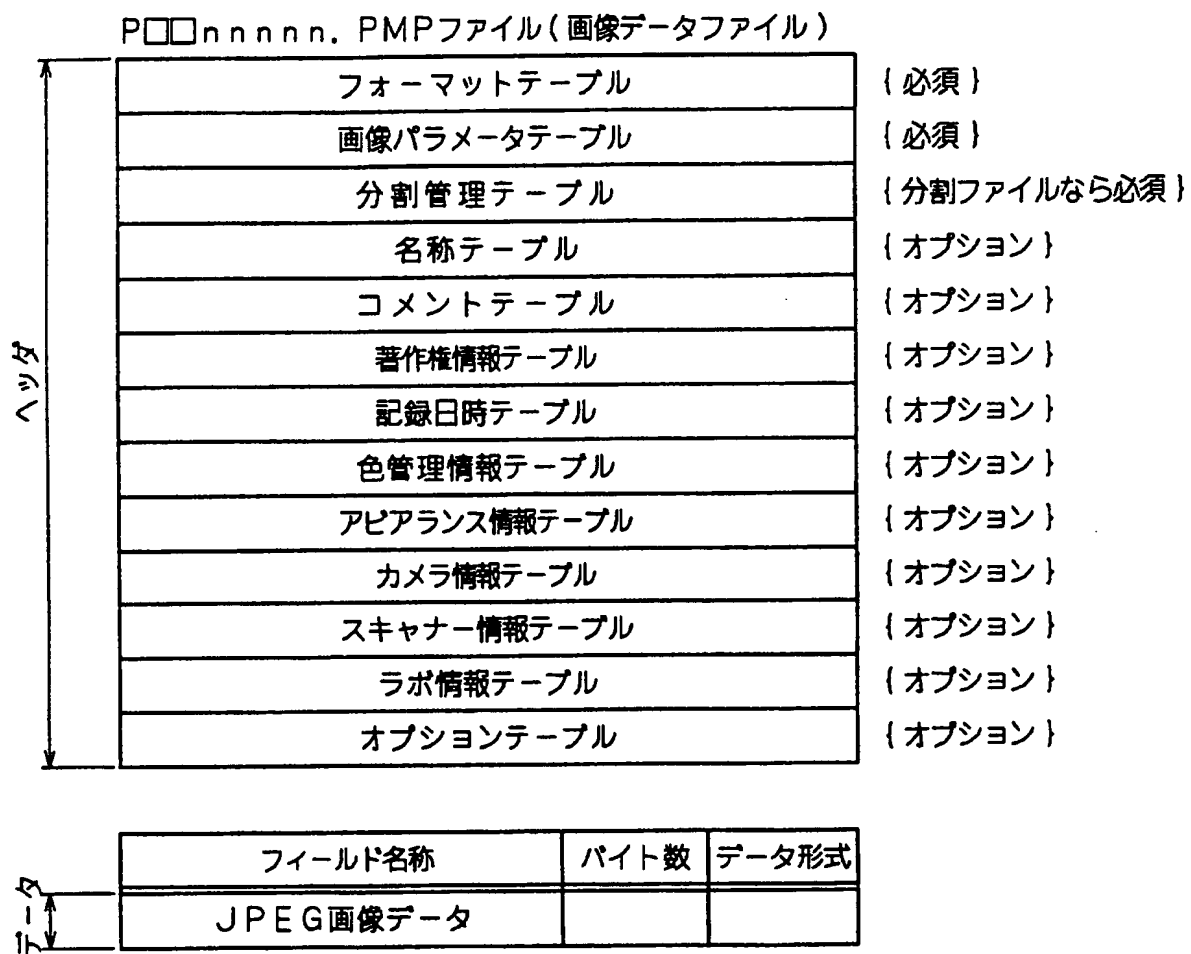 P□□nnnnn.PMPファイル(画像データファイル)
フォーマットテーブル {必須}
画像パラメータテーブル {必須}
分割管理テーブル {分割ファイルなら必須}
名称テーブル {オプション}
コメントテーブル {オプション}
著作権情報テーブル {オプション}
記録日時テーブル {オプション}
色管理情報テーブル {オプション}
アピアランス情報テーブル {オプション}
カメラ情報テーブル {オプション}
スキャナー情報テーブル {オプション}
ラボ情報テーブル {オプション}
オプションテーブル {オプション}
ヘッダ
フィールド名称 バイト数 データ形式
JPEG画像データ
データ